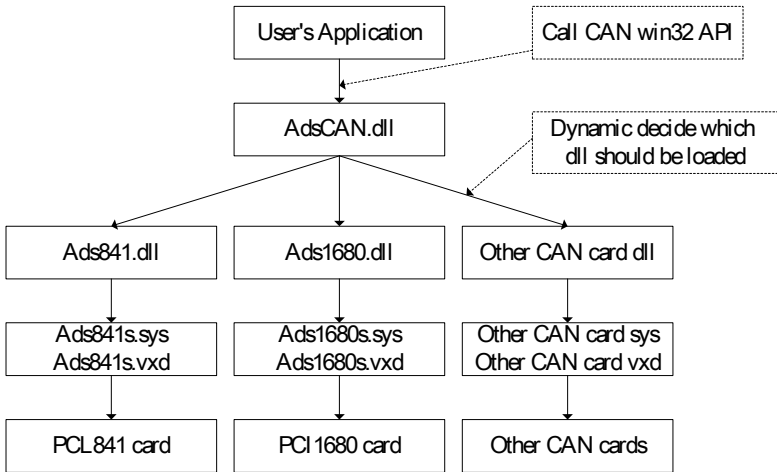 User's Application
Call CAN win32 API
AdsCAN.dll
Dynamic decide which
dll should be loaded
Ads841.dll
Ads1680.dll
Other CAN card dll
Ads841s.sys
Ads841s.vxd
Ads1680s.sys
Ads1680s.vxd
Other CAN card sys
Other CAN card vxd
PCL841 card
PCI1680 card
Other CAN cards